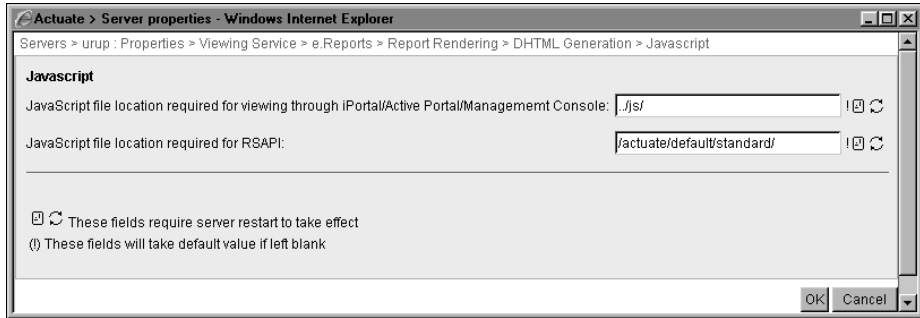 Actuate > Server properties - Windows Internet Explorer
Servers > urup : Properties > Viewing Service > e.Reports > Report Rendering > DHTML Generation > Javascript
Javascript
JavaScript file location required for viewing through iPortal/Active Portal/Managememt Console: ../js/ !
JavaScript file location required for RSAPI: /actuate/default/standard/ !
These fields require server restart to take effect
(!) These fields will take default value if left blank
OK Cancel